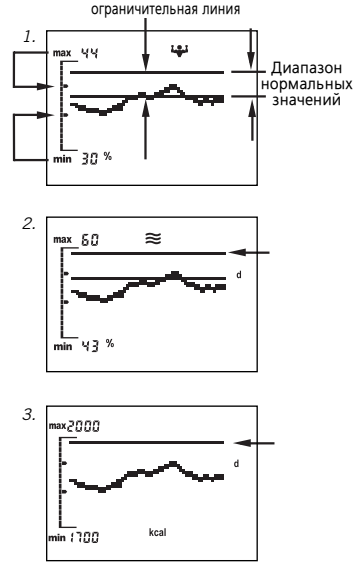 ограничительная линия
1.
max 44
Диапазон
нормальных
значений
min 30 %
2.
max 60
d
min 43 %
3.
max 2000
d
min 1700
kcal